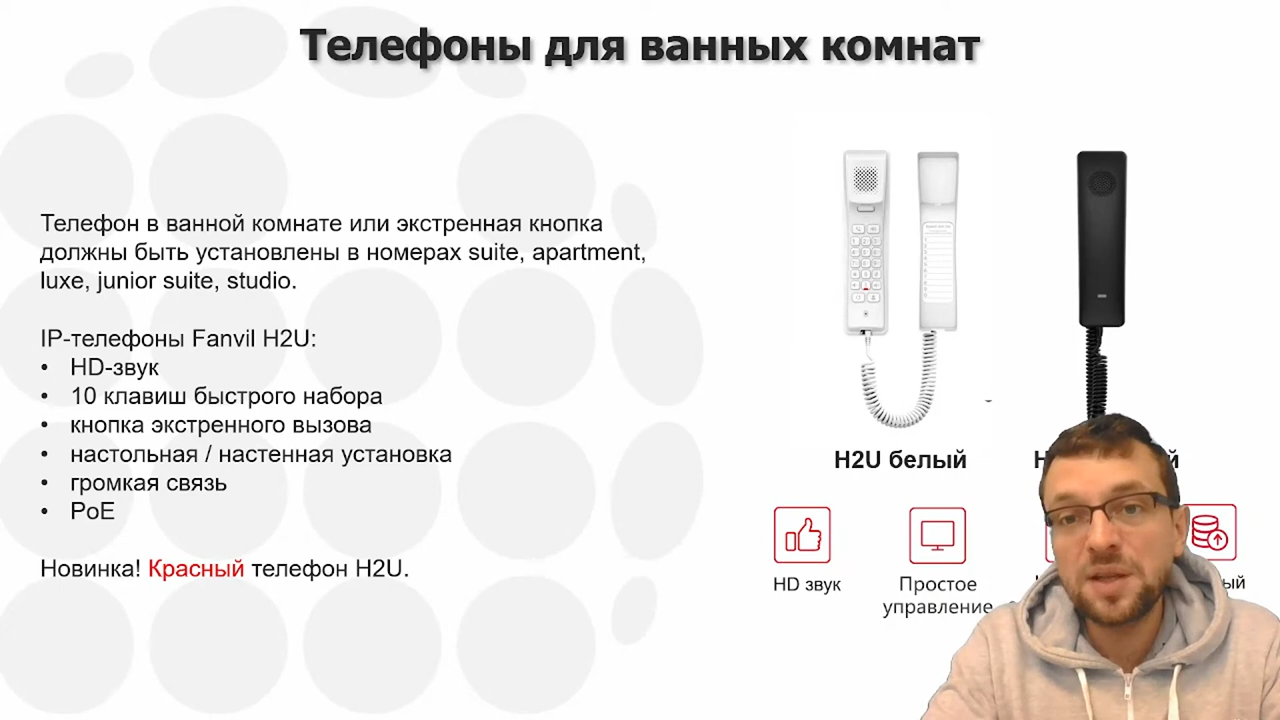 Телефоны для ванных комнат
Телефон в ванной комнате или экстренная кнопка
должны быть установлены в номерах suite, apartment,
luxe, junior suite, studio.
IP-телефоны Fanvil H2U:
• HD-звук
• 10 клавиш быстрого набора
• кнопка экстренного вызова
• настольная / настенная установка
• громкая связь
• PoE
Новинка! Красный телефон H2U.
H2U белый
HD звук
Простое
управление